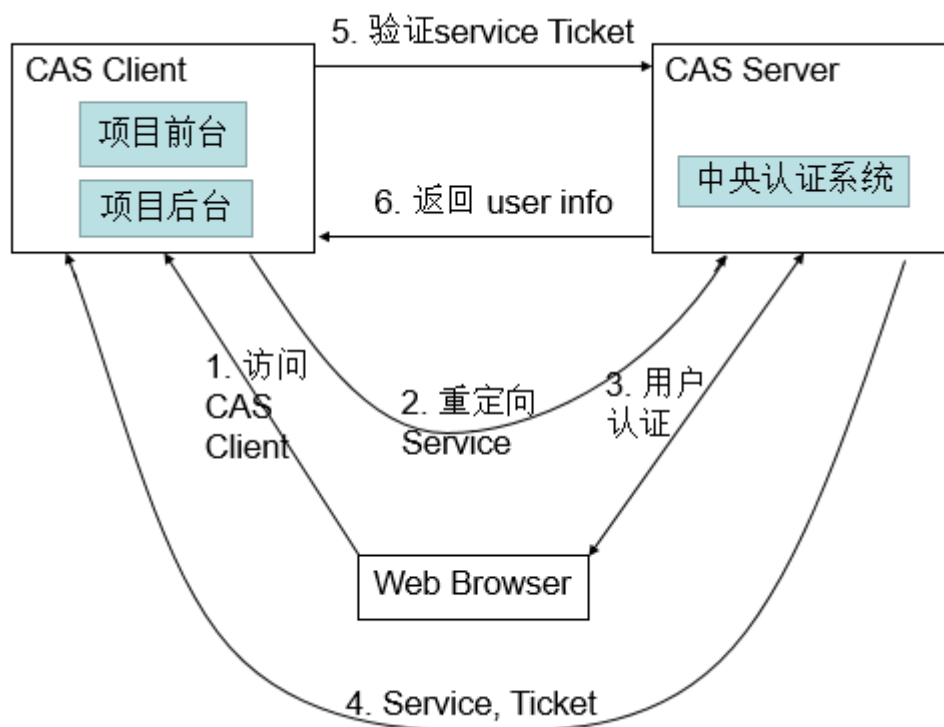 5. 验证service Ticket
CAS Client
项目前台
项目后台
CAS Server
中央认证系统
6. 返回 user info
1. 访问
CAS
Client
2. 重定向
Service
3. 用户
认证
Web Browser
4. Service, Ticket